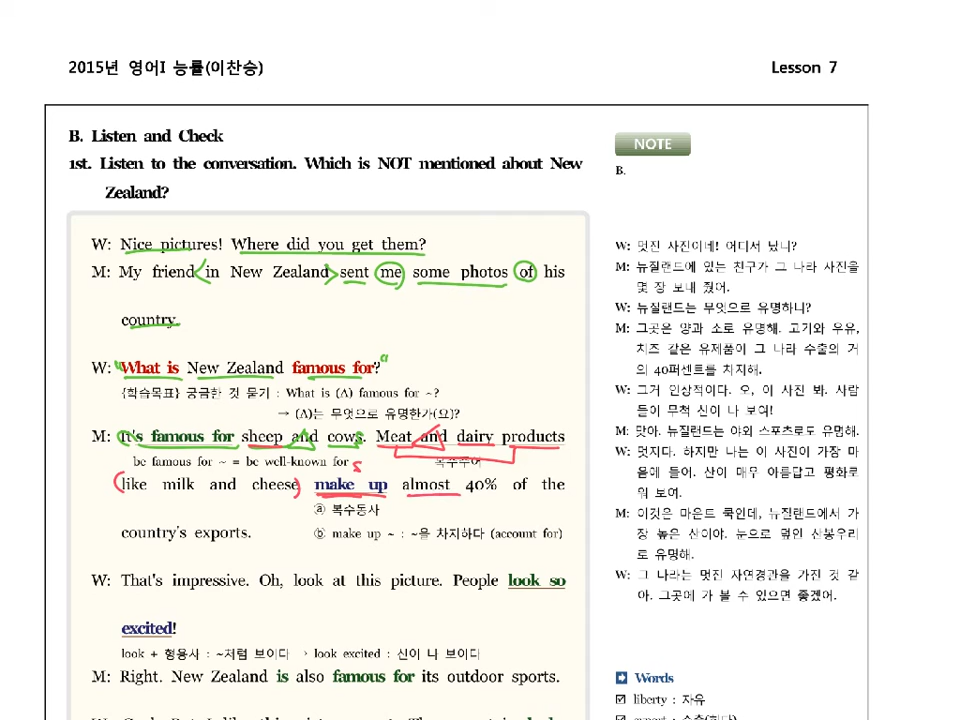 2015년 영어I 능률(이찬승)
Lesson 7
B. Listen and Check
1st. Listen to the conversation. Which is NOT mentioned about New
Zealand?
W: Nice pictures! Where did you get them?
M: My friend in New Zealand sent me some photos of his
country.
W: What is New Zealand famous for?
{학습목표} 궁금한 것 묻기 : What is (A) famous for ~?
→ (A)는 무엇으로 유명한가(요)?
M: It's famous for sheep and cows. Meat and dairy products
be famous for ~ = be well-known for
복수주어
like milk and cheese make up almost 40% of the
ⓐ 복수동사
country's exports.
ⓑ make up ~ : ~을 차지하다 (account for)
W: That's impressive. Oh, look at this picture. People look so
excited!
look + 형용사 : ~처럼 보이다 → look excited : 신이 나 보이다
M: Right. New Zealand is also famous for its outdoor sports.
NOTE
B.
W: 멋진 사진이네! 어디서 났니?
M: 뉴질랜드에 있는 친구가 그 나라 사진을
몇 장 보내 줬어.
W: 뉴질랜드는 무엇으로 유명하니?
M: 그곳은 양과 소로 유명해. 고기와 우유,
치즈 같은 유제품이 그 나라 수출의 거
의 40퍼센트를 차지해.
W: 그거 인상적이다. 오, 이 사진 봐. 사람
들이 무척 신이 나 보여!
M: 맞아. 뉴질랜드는 야외 스포츠로도 유명해.
W: 멋지다. 하지만 나는 이 사진이 가장 마
음에 들어. 산이 매우 아름답고 평화로
워 보여.
M: 이것은 마운트 쿡인데, 뉴질랜드에서 가
장 높은 산이야. 눈으로 덮인 산봉우리
로 유명해.
W: 그 나라는 멋진 자연경관을 가진 것 같
아. 그곳에 가 볼 수 있으면 좋겠어.
Words
liberty : 자유